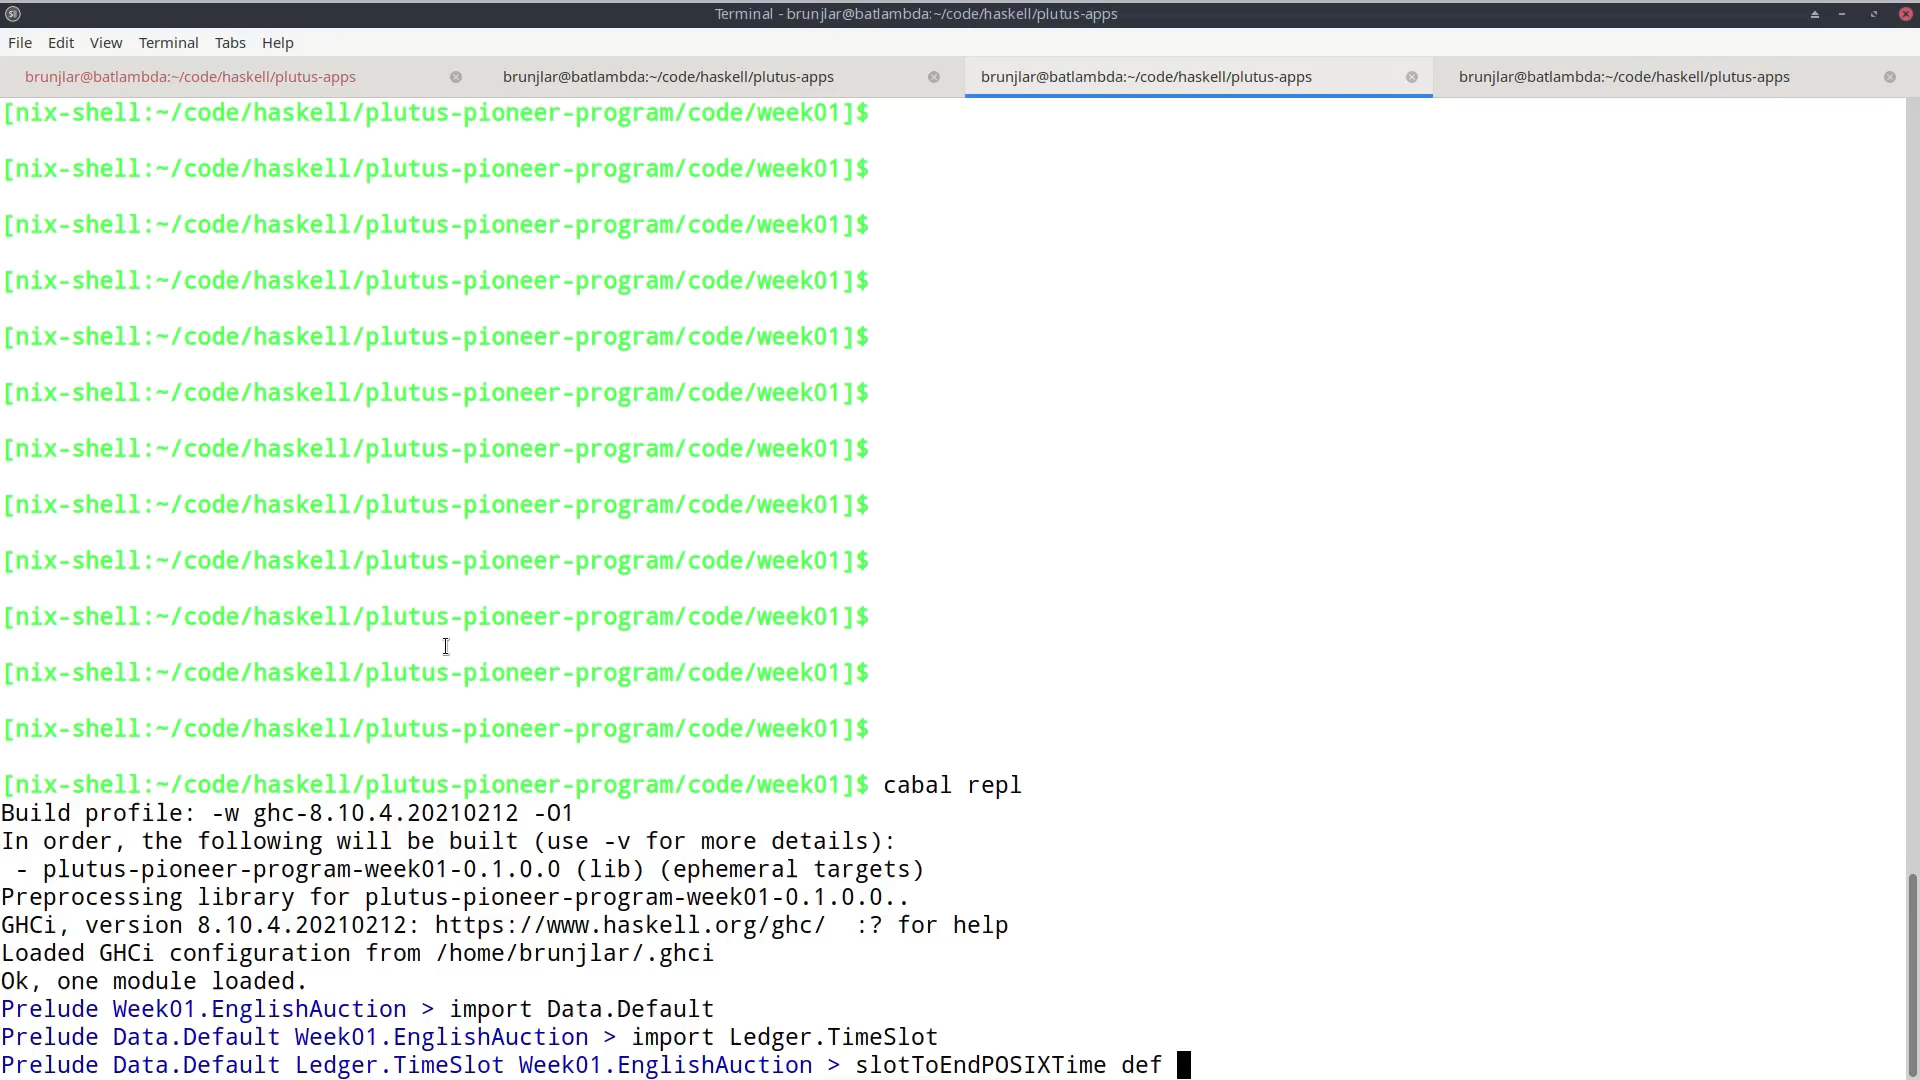 Terminal - brunjlar@batlambda:~/code/haskell/plutus-apps
File Edit View Terminal Tabs Help
brunjlar@batlambda:~/code/haskell/plutus-apps brunjlar@batlambda:~/code/haskell/plutus-apps brunjlar@batlambda:~/code/haskell/plutus-apps brunjlar@batlambda:~/code/haskell/plutus-apps
[nix-shell:~/code/haskell/plutus-pioneer-program/code/week01]$
[nix-shell:~/code/haskell/plutus-pioneer-program/code/week01]$
[nix-shell:~/code/haskell/plutus-pioneer-program/code/week01]$
[nix-shell:~/code/haskell/plutus-pioneer-program/code/week01]$
[nix-shell:~/code/haskell/plutus-pioneer-program/code/week01]$
[nix-shell:~/code/haskell/plutus-pioneer-program/code/week01]$
[nix-shell:~/code/haskell/plutus-pioneer-program/code/week01]$
[nix-shell:~/code/haskell/plutus-pioneer-program/code/week01]$
[nix-shell:~/code/haskell/plutus-pioneer-program/code/week01]$
[nix-shell:~/code/haskell/plutus-pioneer-program/code/week01]$
[nix-shell:~/code/haskell/plutus-pioneer-program/code/week01]$
[nix-shell:~/code/haskell/plutus-pioneer-program/code/week01]$
[nix-shell:~/code/haskell/plutus-pioneer-program/code/week01]$ cabal repl
Build profile: -w ghc-8.10.4.20210212 -O1
In order, the following will be built (use -v for more details):
 - plutus-pioneer-program-week01-0.1.0.0 (lib) (ephemeral targets)
Preprocessing library for plutus-pioneer-program-week01-0.1.0.0..
GHCi, version 8.10.4.20210212: https://www.haskell.org/ghc/  :? for help
Loaded GHCi configuration from /home/brunjlar/.ghci
Ok, one module loaded.
Prelude Week01.EnglishAuction > import Data.Default
Prelude Data.Default Week01.EnglishAuction > import Ledger.TimeSlot
Prelude Data.Default Ledger.TimeSlot Week01.EnglishAuction > slotToEndPOSIXTime def